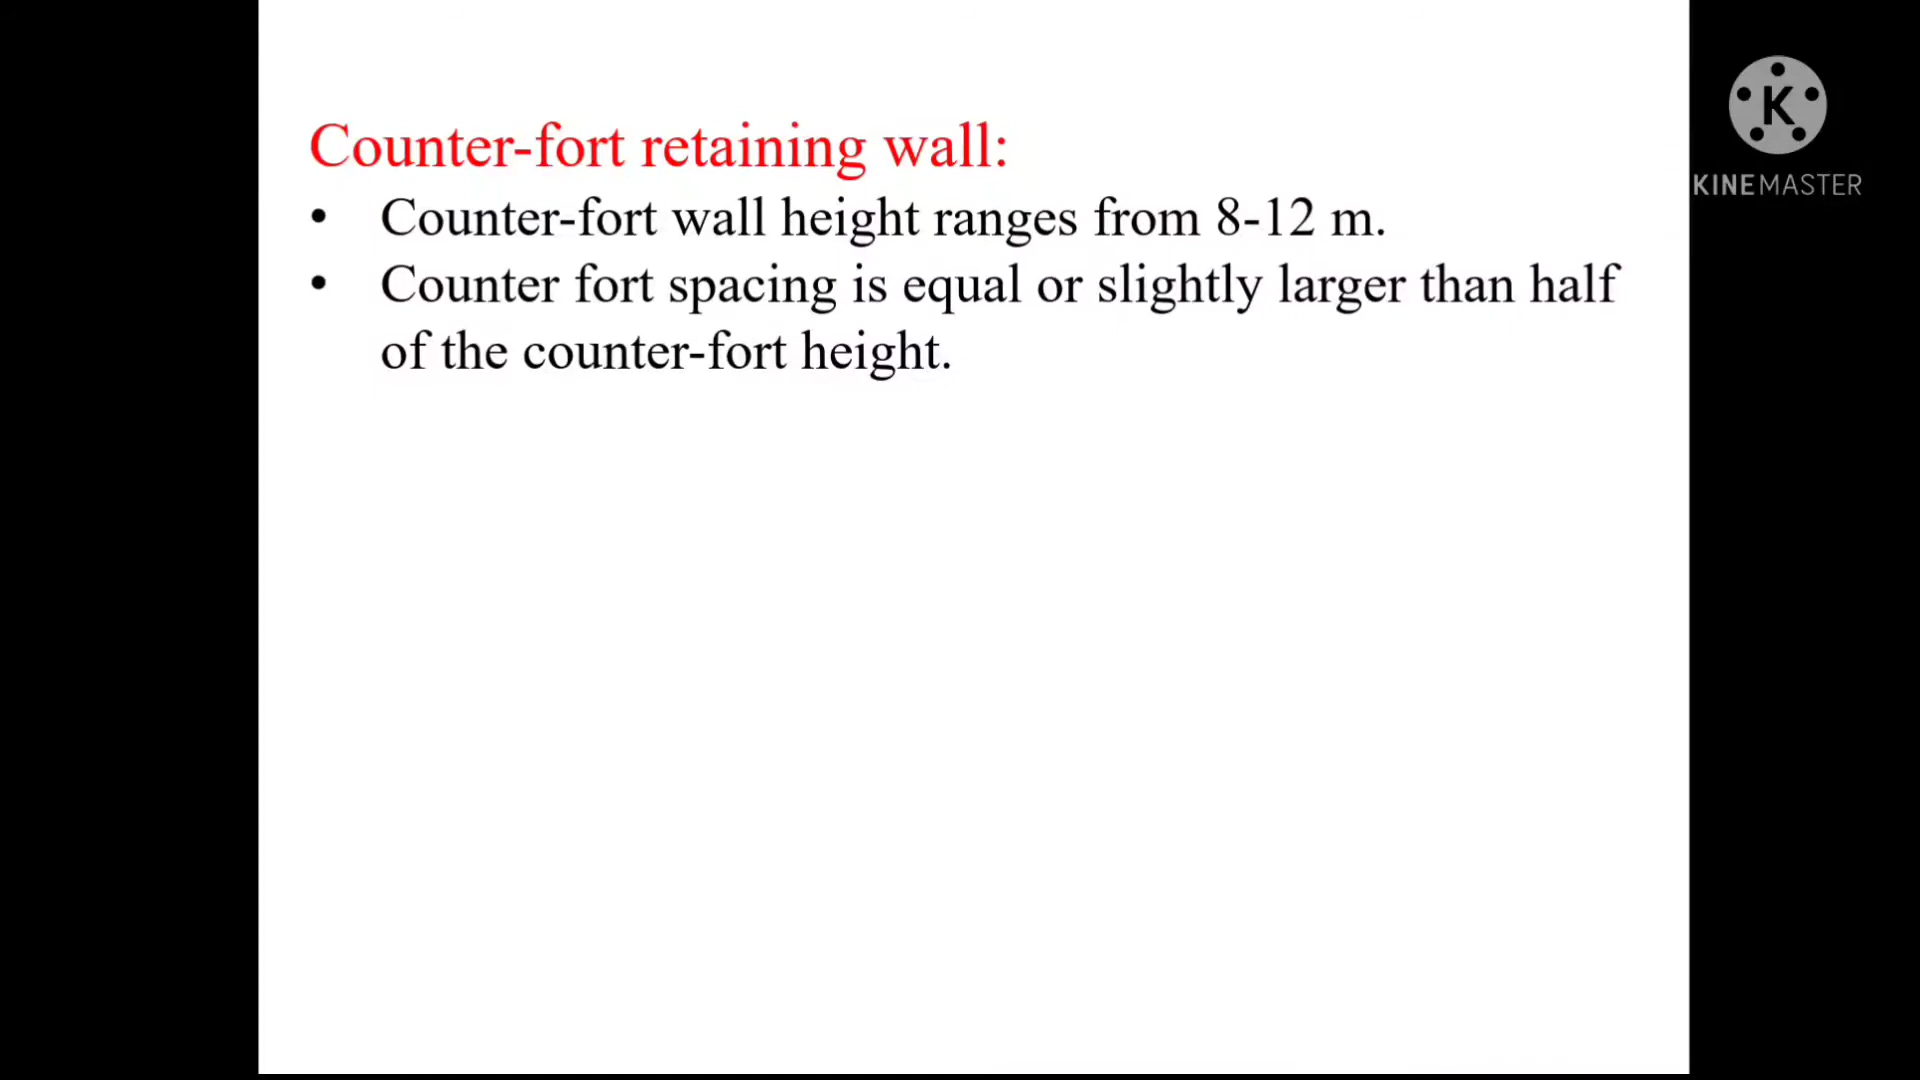 Counter-fort retaining wall:
• Counter-fort wall height ranges from 8-12 m.
• Counter fort spacing is equal or slightly larger than half
of the counter-fort height.
K
KINEMASTER